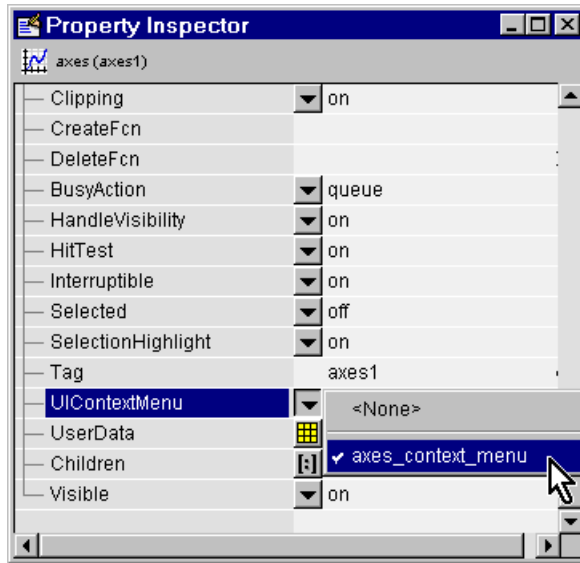 Property Inspector
axes (axes1)
Clipping on
CreateFcn
DeleteFcn
BusyAction queue
HandleVisibility on
HitTest on
Interruptible on
Selected off
SelectionHighlight on
Tag axes1
UIContextMenu <None>
UserData
Children [:] axes_context_menu
Visible on